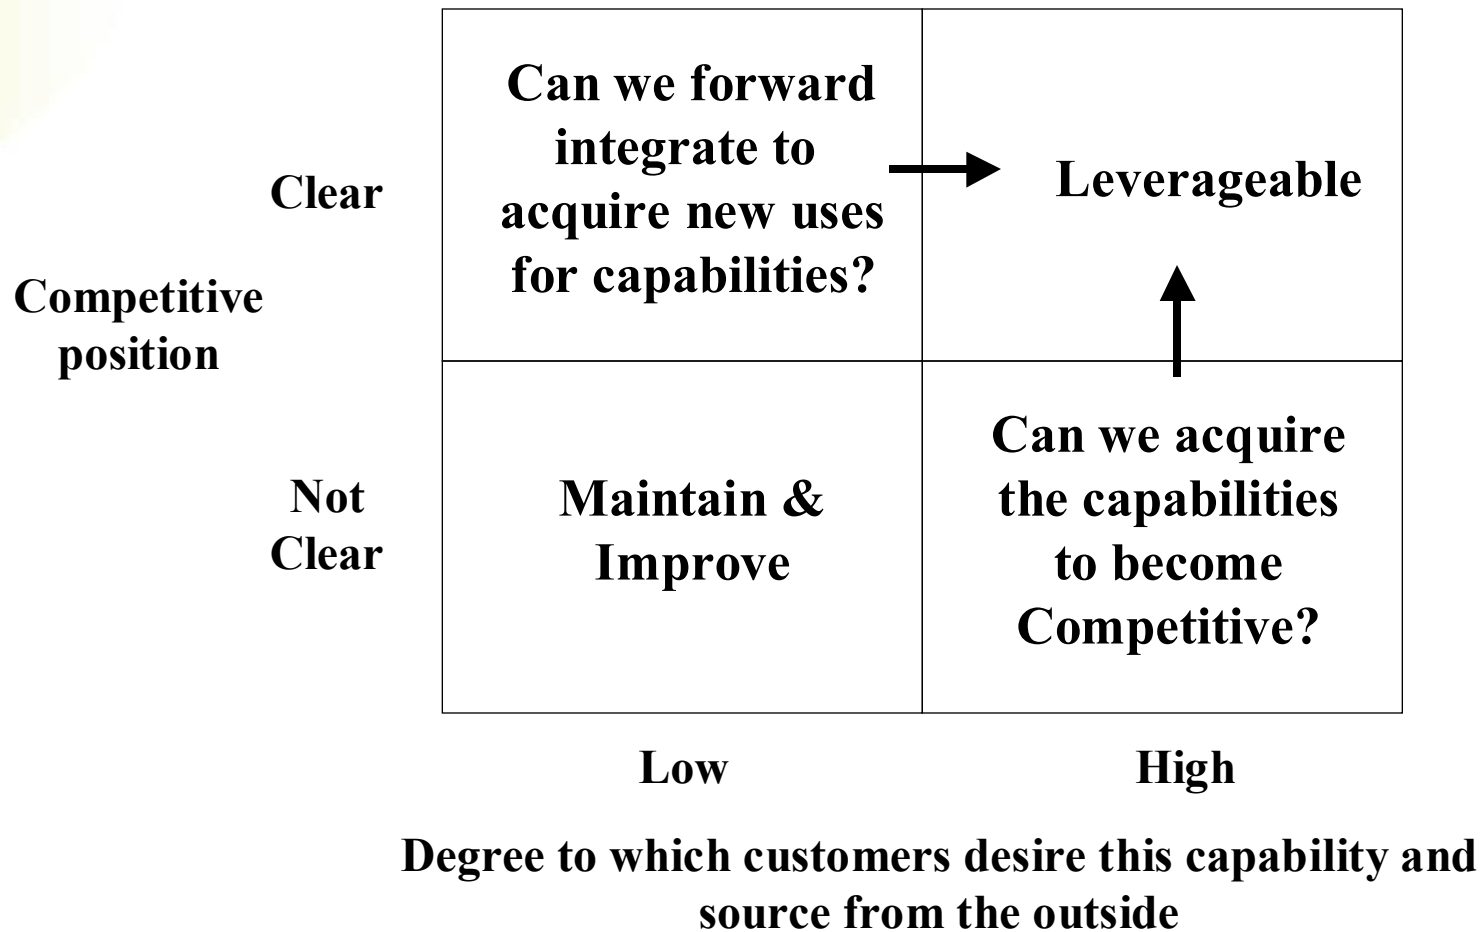 Can we forward
integrate to
acquire new uses
for capabilities?
Leverageable
Clear
Competitive
position
Not
Clear
Maintain &
Improve
Can we acquire
the capabilities
to become
Competitive?
Low
High
Degree to which customers desire this capability and
source from the outside